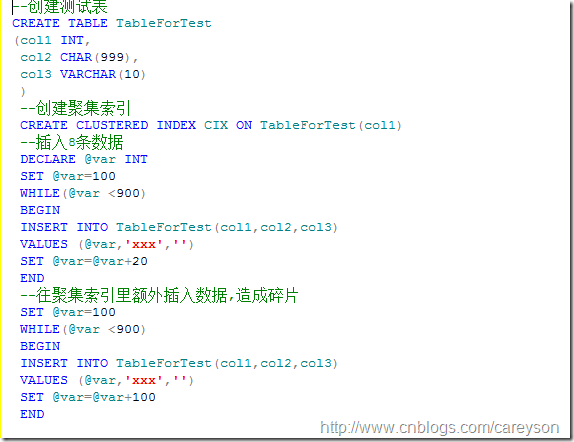 --创建测试表
CREATE TABLE TableForTest
(col1 INT,
col2 CHAR(999),
col3 VARCHAR(10)
)
--创建聚集索引
CREATE CLUSTERED INDEX CIX ON TableForTest(col1)
--插入8条数据
DECLARE @var INT
SET @var=100
WHILE(@var <900)
BEGIN
INSERT INTO TableForTest(col1,col2,col3)
VALUES (@var,'xxx','')
SET @var=@var+20
END
--往聚集索引里额外插入数据,造成碎片
SET @var=100
WHILE(@var <900)
BEGIN
INSERT INTO TableForTest(col1,col2,col3)
VALUES (@var,'xxx','')
SET @var=@var+100
END
http://www.cnblogs.com/careyson